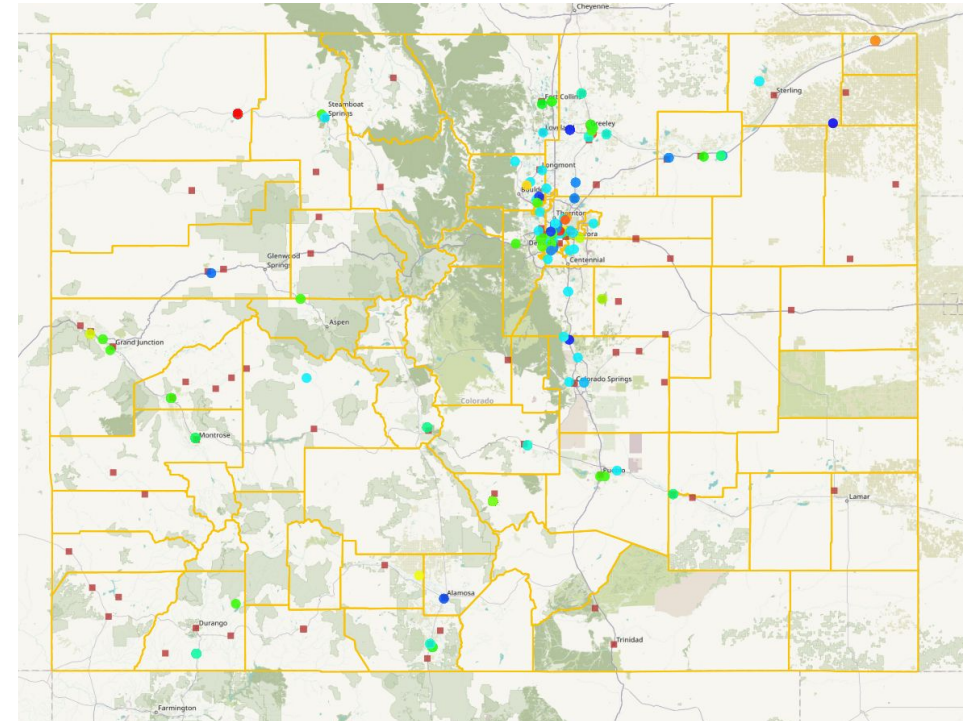 Cheyenne
Sterling
Fort Collins
Steamboat
Springs
Greeley
Longmont
Thornton
Centennial
Glenwood
Springs
Aspen
Grand Junction
Colorado Springs
Colorado
Montrose
Pueblo
Lamar
Alamosa
Durango
Trinidad
Farmington